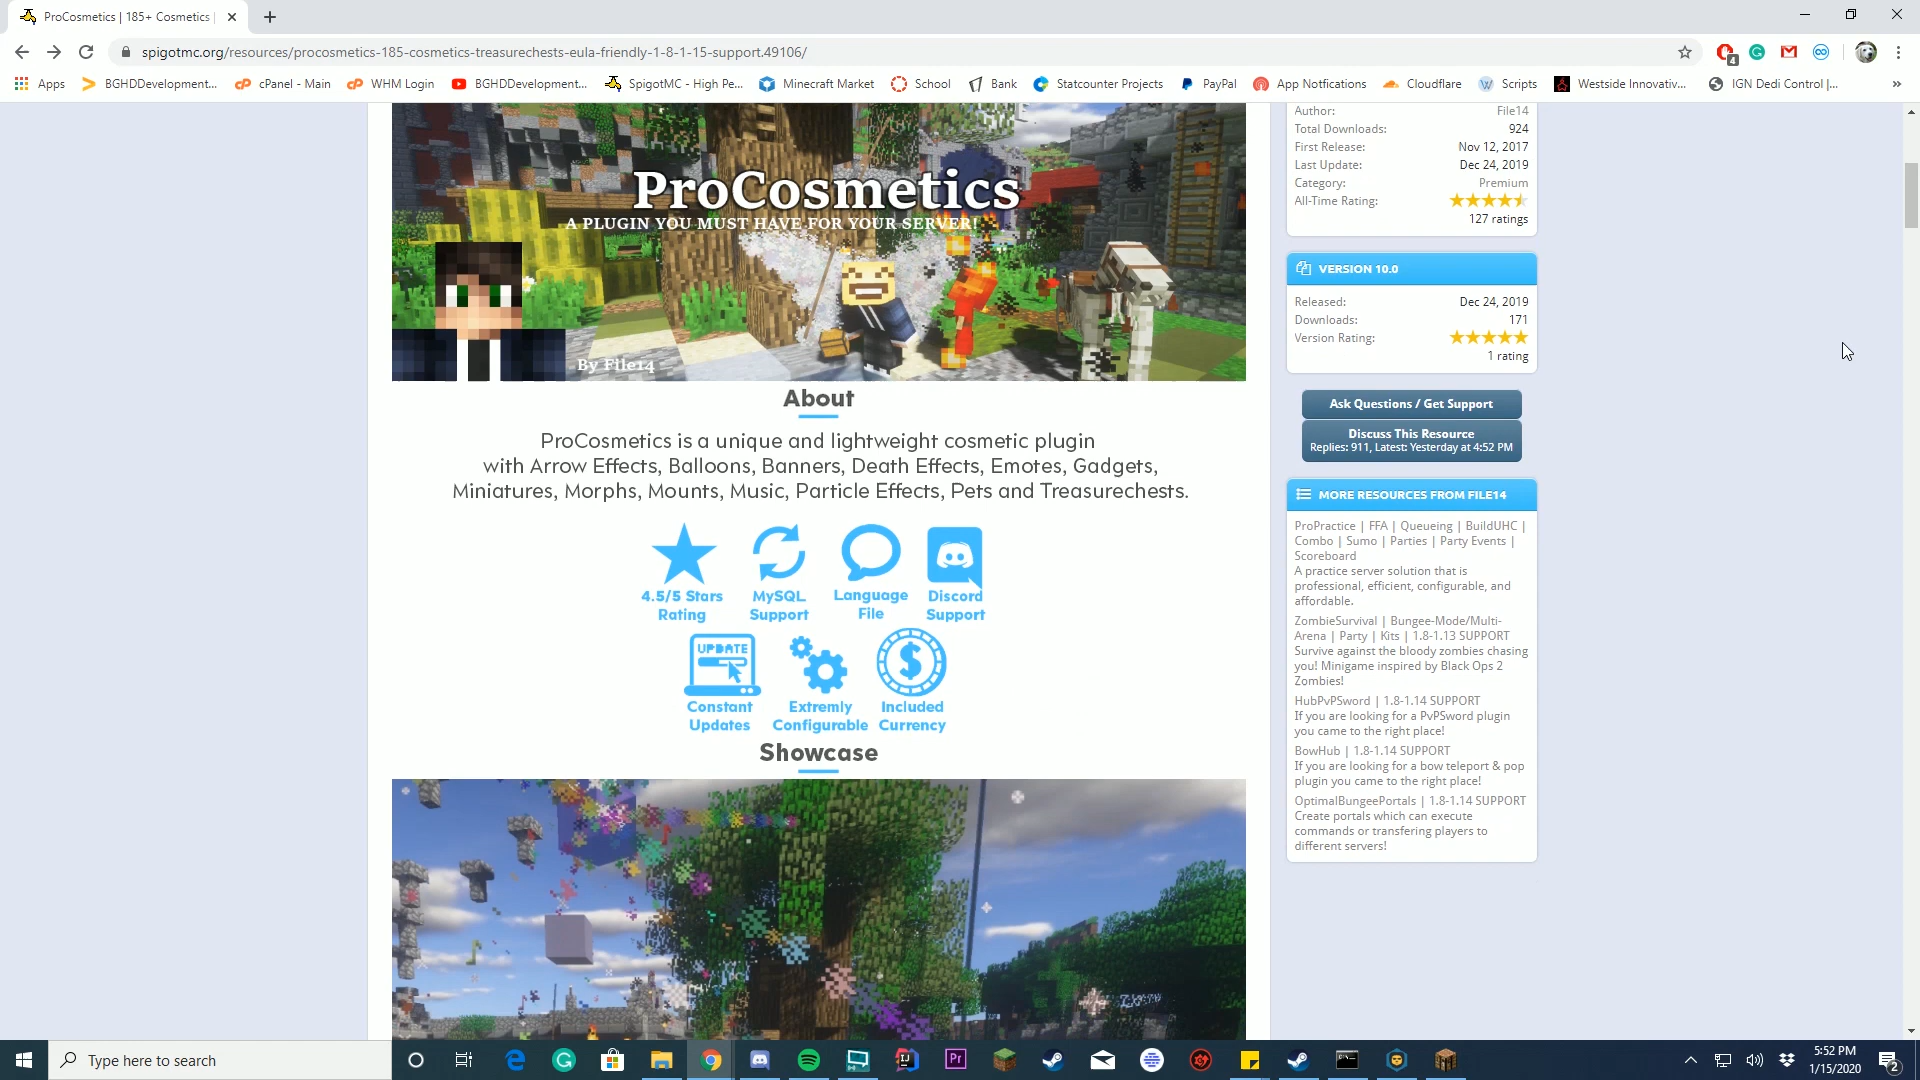 ProCosmetics | 185+ Cosmetics |
spigotmc.org/resources/procosmetics-185-cosmetics-treasurechests-eula-friendly-1-8-1-15-support.49106/
4
Apps
BGHDDevelopment...
cPanel - Main
WHM Login
BGHDDevelopment...
SpigotMC - High Pe...
Minecraft Market
School
Bank
Statcounter Projects
PayPal
App Notfications
Cloudflare
Scripts
Westside Innovativ...
IGN Dedi Control |...
»
ProCosmetics
A PLUGIN YOU MUST HAVE FOR YOUR SERVER!
By File14
About
ProCosmetics is a unique and lightweight cosmetic plugin
with Arrow Effects, Balloons, Banners, Death Effects, Emotes, Gadgets,
Miniatures, Morphs, Mounts, Music, Particle Effects, Pets and Treasurechests.
4.5/5 Stars
Rating
MySQL
Support
Language
File
Discord
Support
UPDATE
Constant
Updates
Extremly
Configurable
$
Included
Currency
Showcase
Author: File14
Total Downloads: 924
First Release: Nov 12, 2017
Last Update: Dec 24, 2019
Category: Premium
All-Time Rating:
127 ratings
VERSION 10.0
Released: Dec 24, 2019
Downloads: 171
Version Rating:
1 rating
Ask Questions / Get Support
Discuss This Resource
Replies: 911, Latest: Yesterday at 4:52 PM
MORE RESOURCES FROM FILE14
ProPractice | FFA | Queueing | BuildUHC |
Combo | Sumo | Parties | Party Events |
Scoreboard
A practice server solution that is
professional, efficient, configurable, and
affordable.
ZombieSurvival | Bungee-Mode/Multi-
Arena | Party | Kits | 1.8-1.13 SUPPORT
Survive against the bloody zombies chasing
you! Minigame inspired by Black Ops 2
Zombies!
HubPvPSword | 1.8-1.14 SUPPORT
If you are looking for a PvPSword plugin
you came to the right place!
BowHub | 1.8-1.14 SUPPORT
If you are looking for a bow teleport & pop
plugin you came to the right place!
OptimalBungeePortals | 1.8-1.14 SUPPORT
Create portals which can execute
commands or transfering players to
different servers!
Type here to search
Pr
5:52 PM
1/15/2020
2